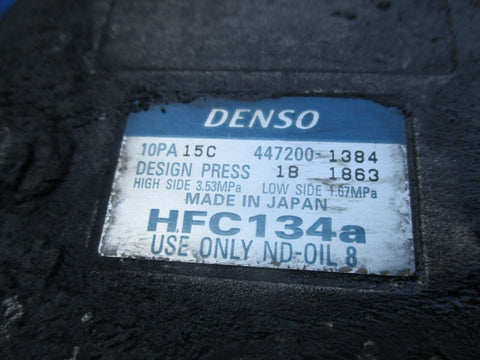 DENSO
10PA 15C 447200-1384
DESIGN PRESS 1B 1863
HIGH SIDE 3.53MPa LOW SIDE 1.67MPa
MADE IN JAPAN
HFC134a
USE ONLY ND-OIL 8